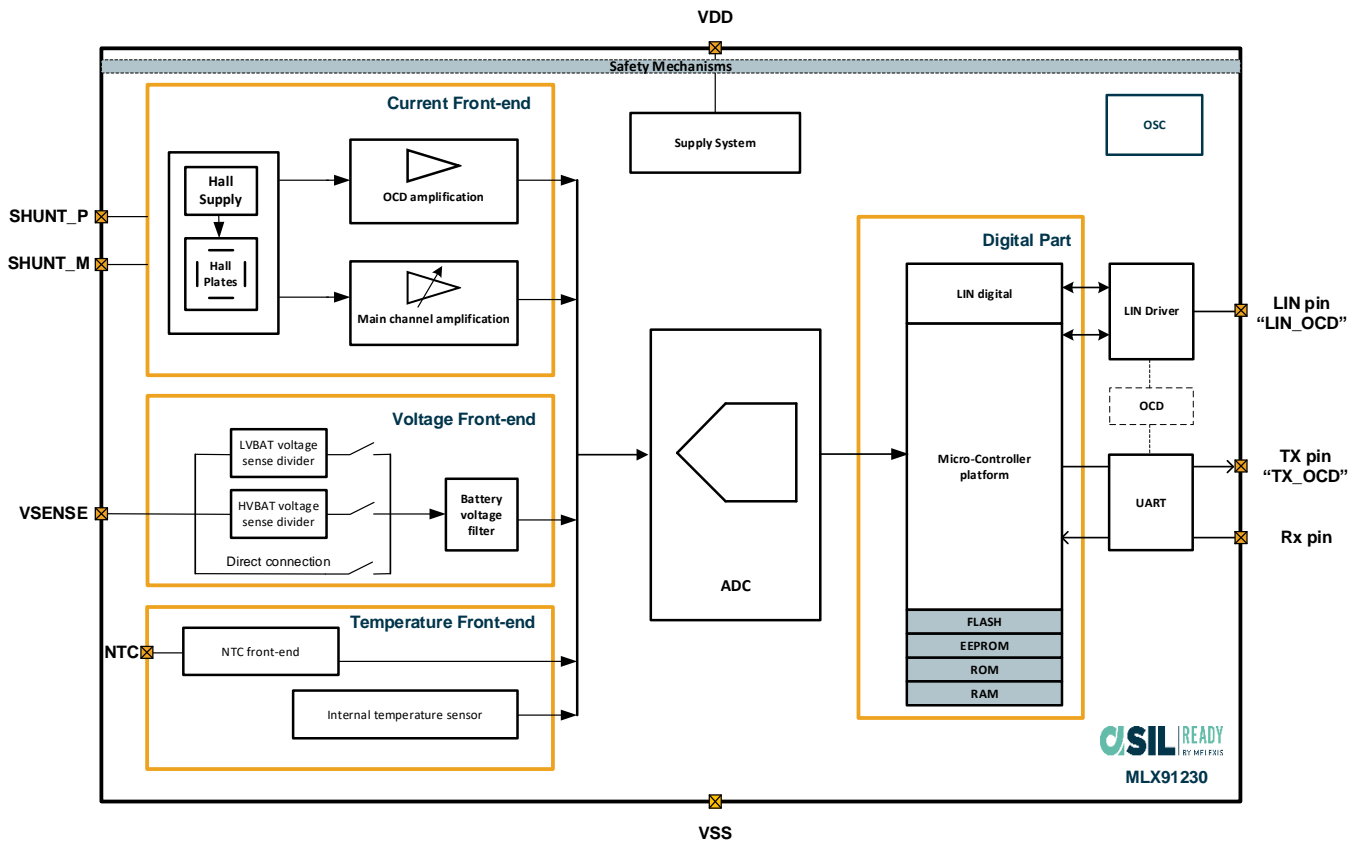 VDD
Safety Mechanisms
Current Front-end
Hall
Supply
Hall
Plates
OCD amplification
Main channel amplification
SHUNT_P
SHUNT_M
Supply System
OSC
Digital Part
LIN digital
LIN Driver
LIN pin
“LIN_OCD”
OCD
Micro-Controller
platform
UART
TX pin
“TX_OCD”
Rx pin
FLASH
EEPROM
ROM
RAM
ADC
Voltage Front-end
LVBAT voltage
sense divider
HVBAT voltage
sense divider
Direct connection
Battery
voltage
filter
VSENSE
Temperature Front-end
NTC
NTC front-end
Internal temperature sensor
aSIL READY
BY MELEXIS
MLX91230
VSS